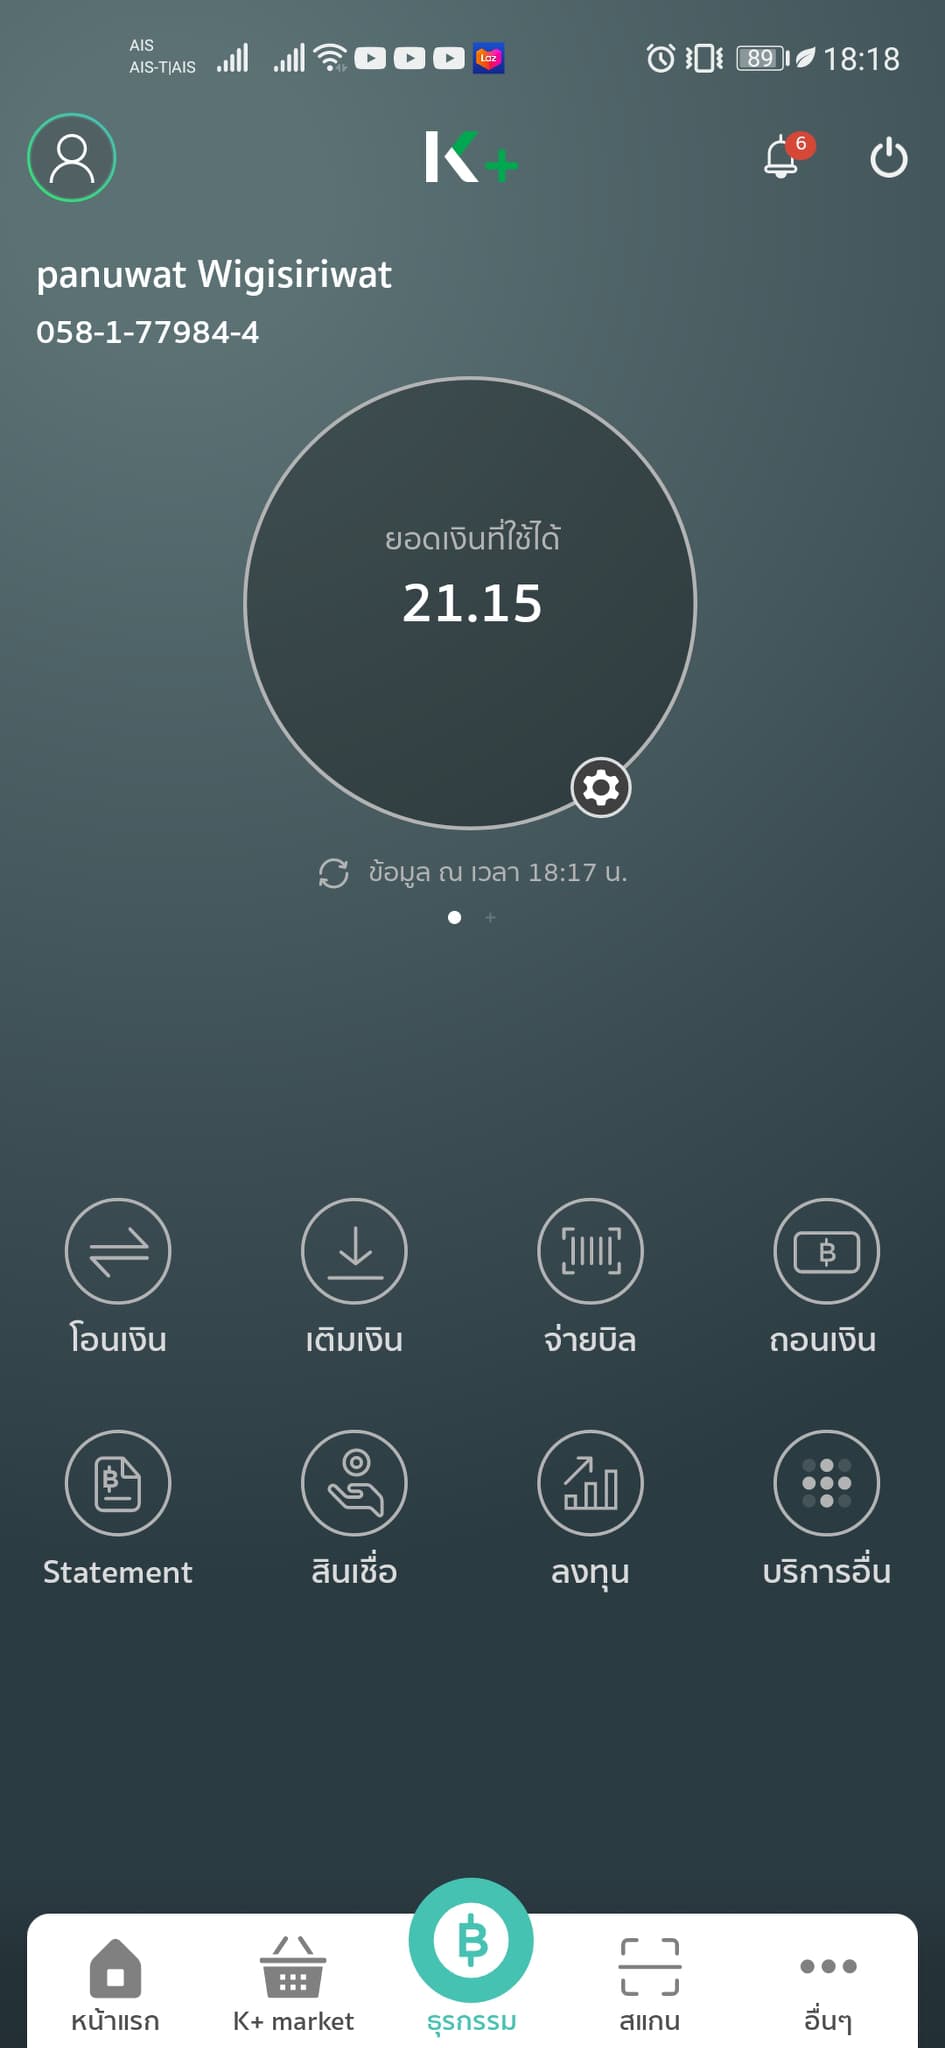 AIS
AIS-T|AIS
Laz
89
18:18
K+
6
panuwat Wigisiriwat
058-1-77984-4
ยอดเงินที่ใช้ได้
21.15
ข้อมูล ณ เวลา 18:17 น.
โอนเงิน เติมเงิน จ่ายบิล ถอนเงิน
Statement สินเชื่อ ลงทุน บริการอื่น
หน้าแรก K+ market ธุรกรรม สแกน อื่นๆ